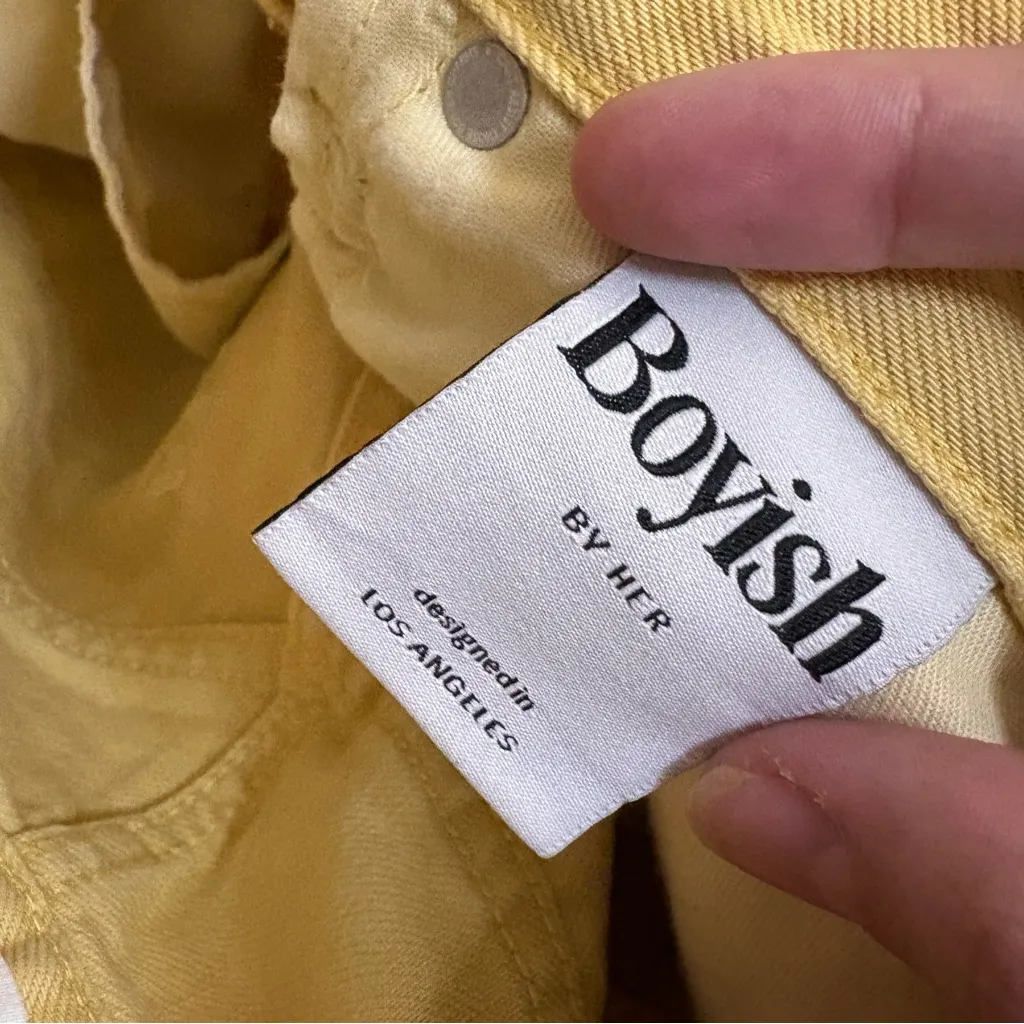 Boyish
BY HER
designed in
LOS ANGELES